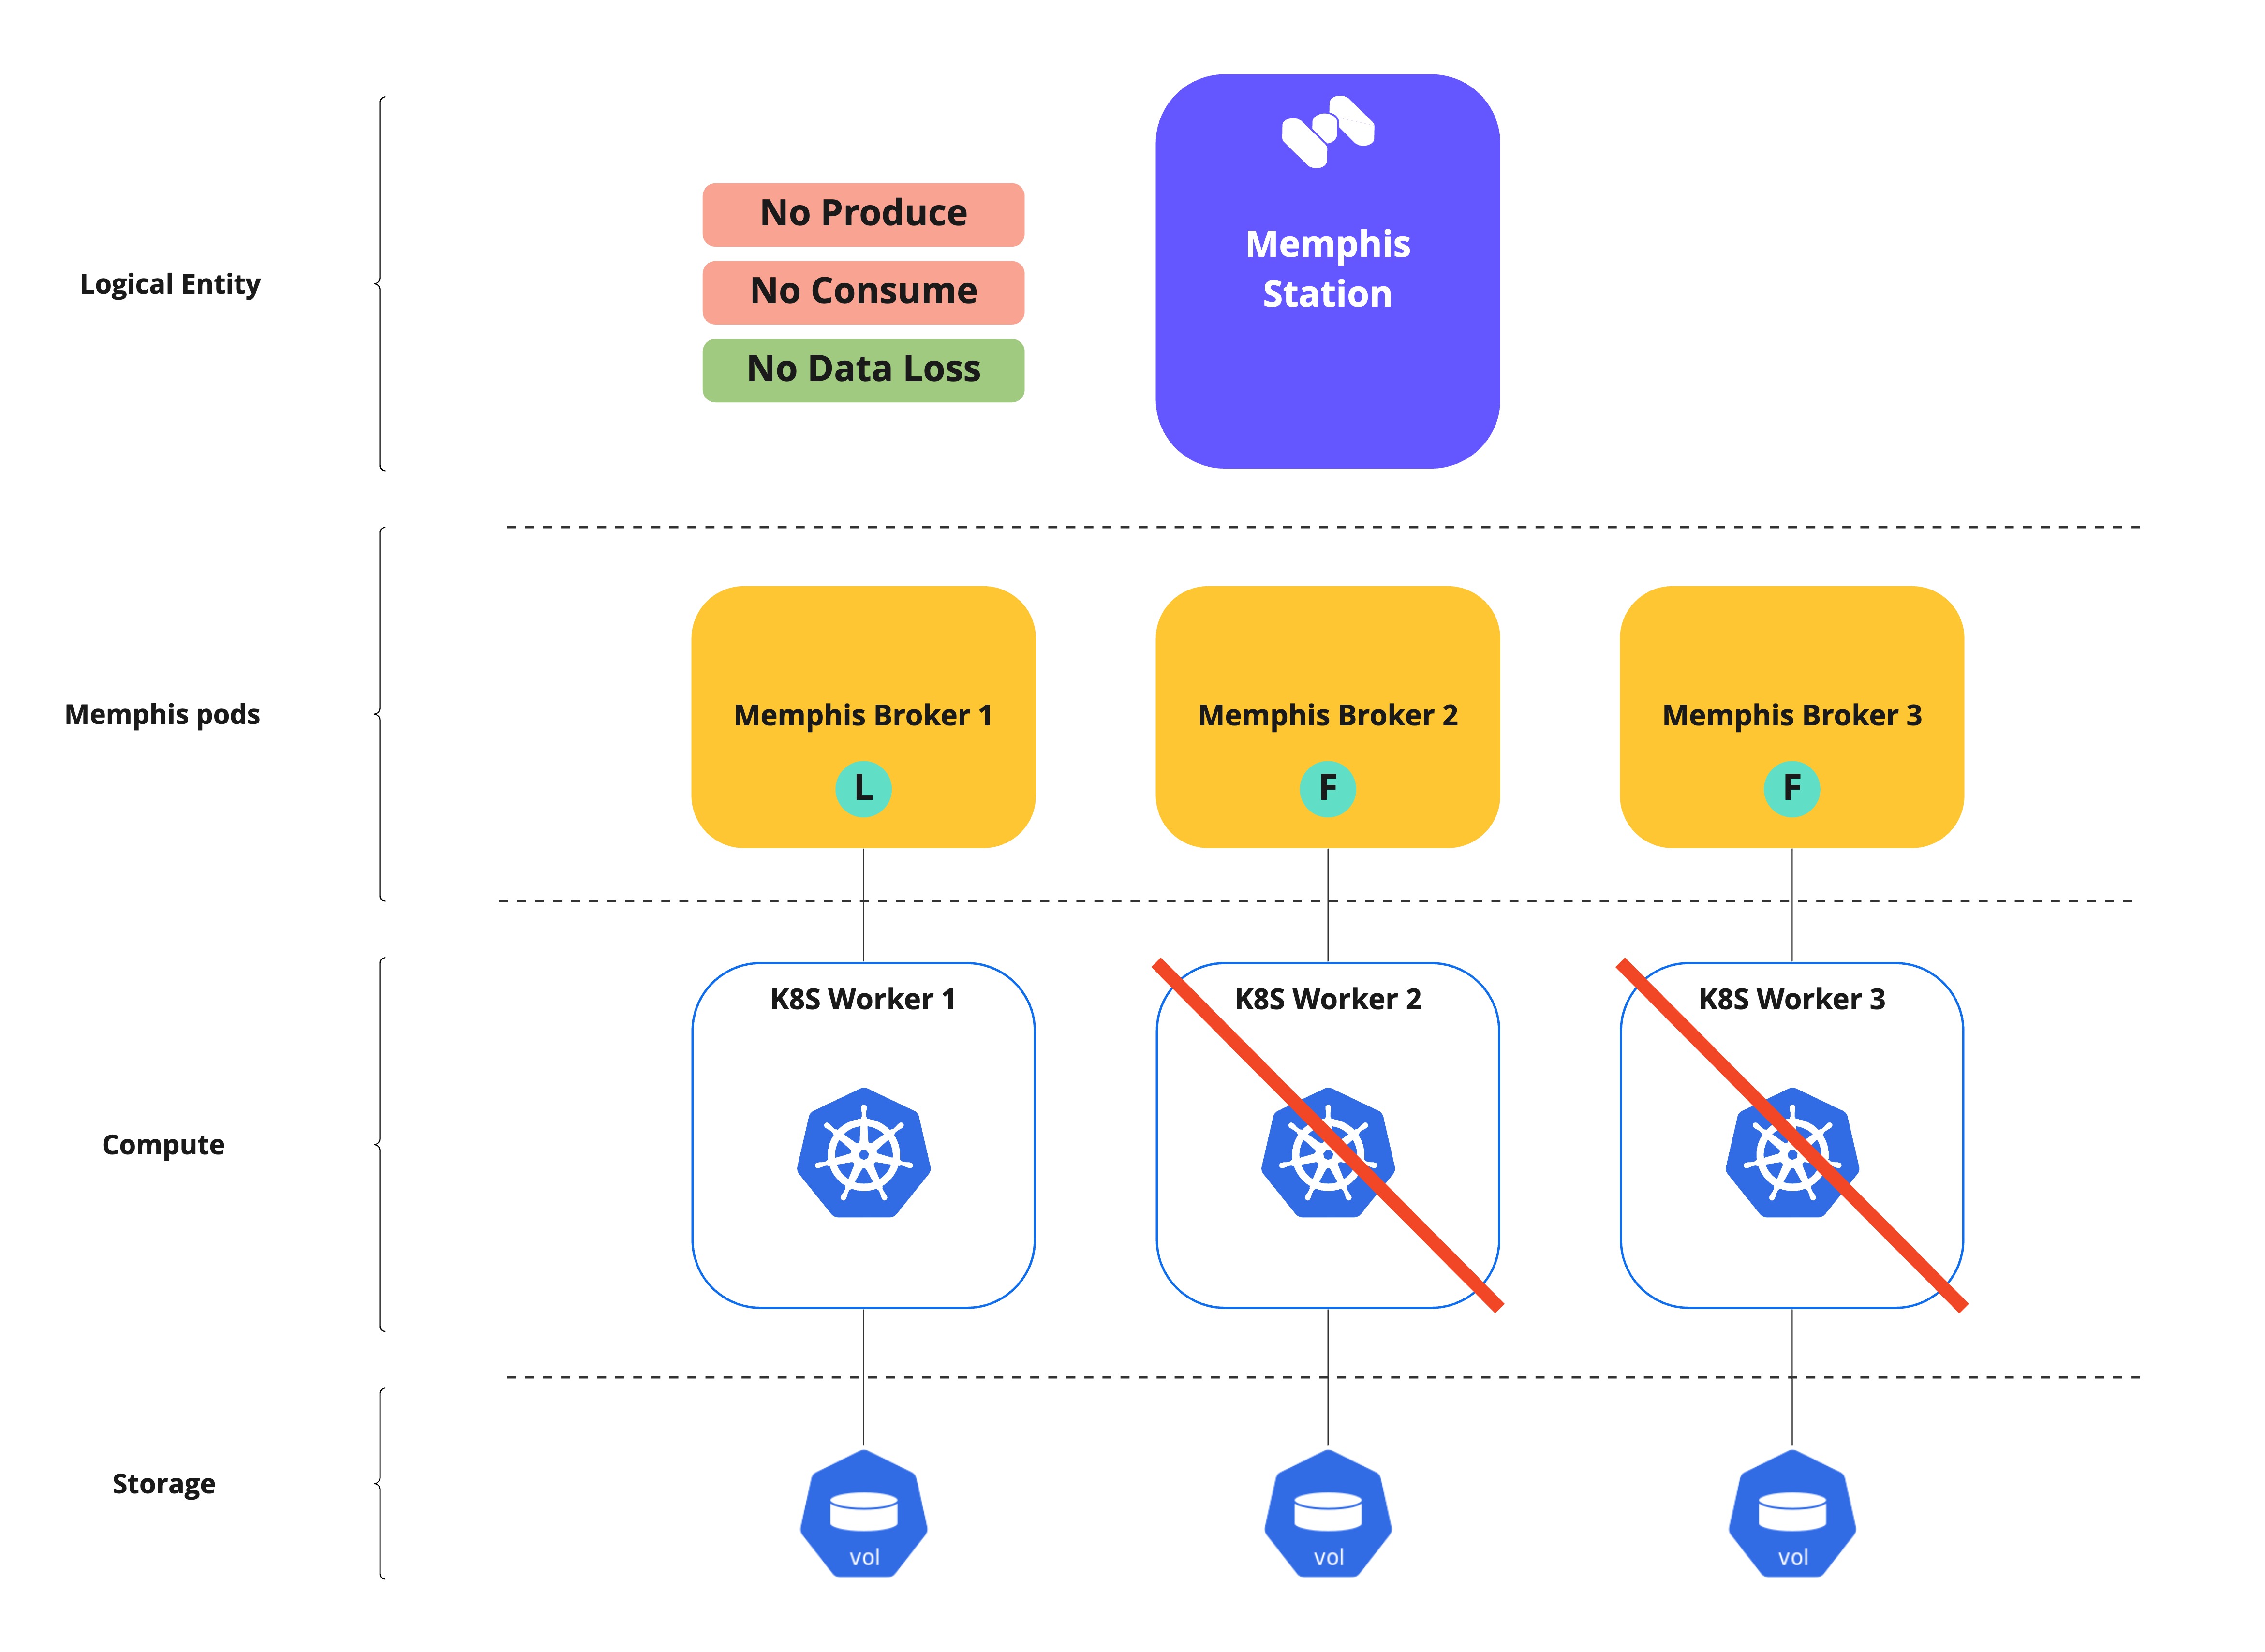 Logical Entity
No Produce
No Consume
No Data Loss
Memphis
Station
Memphis pods
Memphis Broker 1
L
Memphis Broker 2
F
Memphis Broker 3
F
Compute
K8S Worker 1
K8S Worker 2
K8S Worker 3
Storage
vol
vol
vol